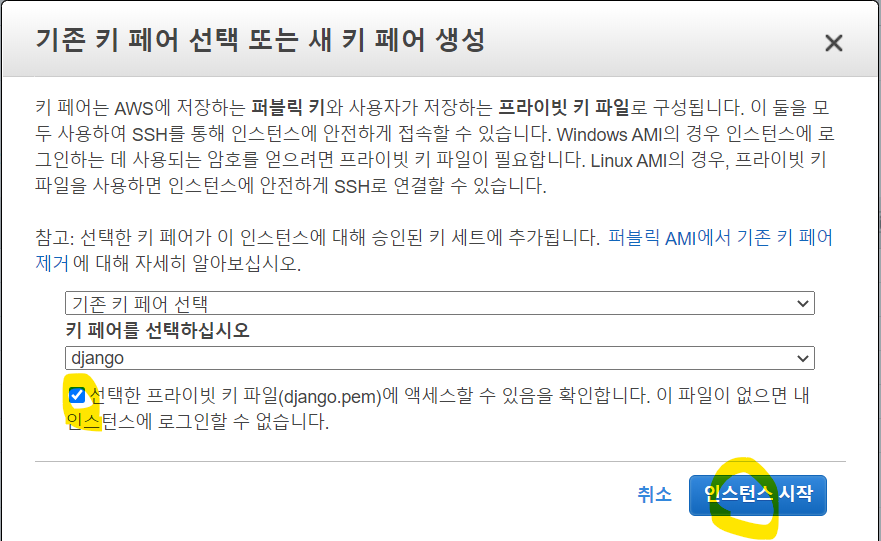 기존 키 페어 선택 또는 새 키 페어 생성
키 페어는 AWS에 저장하는 퍼블릭 키와 사용자가 저장하는 프라이빗 키 파일로 구성됩니다. 이 둘을 모
두 사용하여 SSH를 통해 인스턴스에 안전하게 접속할 수 있습니다. Windows AMI의 경우 인스턴스에 로
그인하는 데 사용되는 암호를 얻으려면 프라이빗 키 파일이 필요합니다. Linux AMI의 경우, 프라이빗 키
파일을 사용하면 인스턴스에 안전하게 SSH로 연결할 수 있습니다.
참고: 선택한 키 페어가 이 인스턴스에 대해 승인된 키 세트에 추가됩니다. 퍼블릭 AMI에서 기존 키 페어
제거에 대해 자세히 알아보십시오.
기존 키 페어 선택
키 페어를 선택하십시오
django
선택한 프라이빗 키 파일(django.pem)에 액세스할 수 있음을 확인합니다. 이 파일이 없으면 내
인스턴스에 로그인할 수 없습니다.
취소 인스턴스 시작